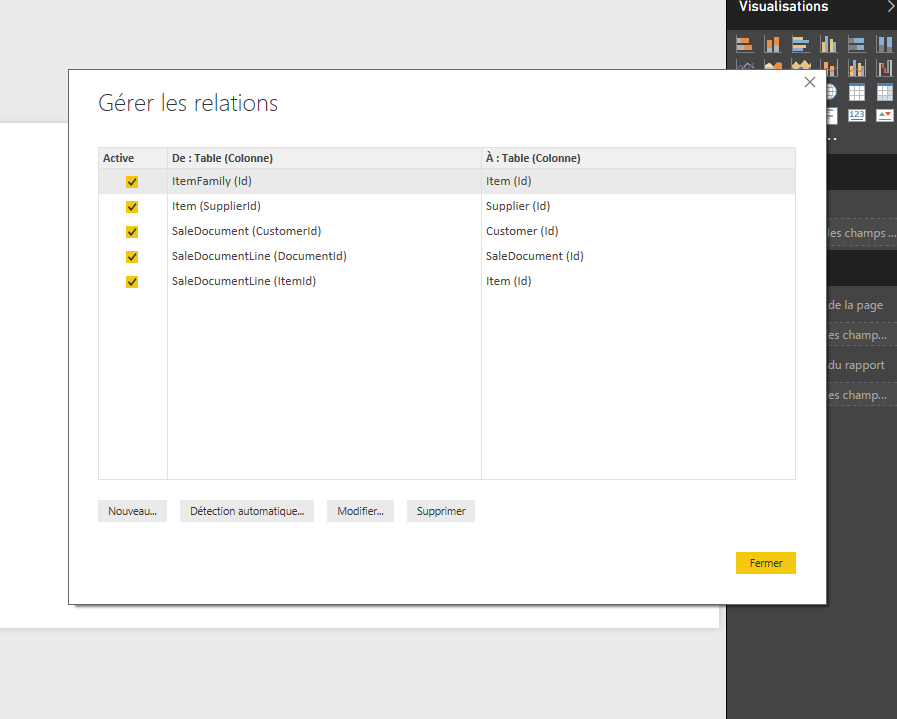 Visualisations
Gérer les relations
Active De : Table (Colonne) À : Table (Colonne)
ItemFamily (Id) Item (Id)
Item (SupplierId) Supplier (Id)
SaleDocument (CustomerId) Customer (Id)
SaleDocumentLine (DocumentId) SaleDocument (Id)
SaleDocumentLine (ItemId) Item (Id)
Nouveau... Détection automatique... Modifier... Supprimer
Fermer
123
les champs ...
de la page
es champ...
du rapport
es champ...